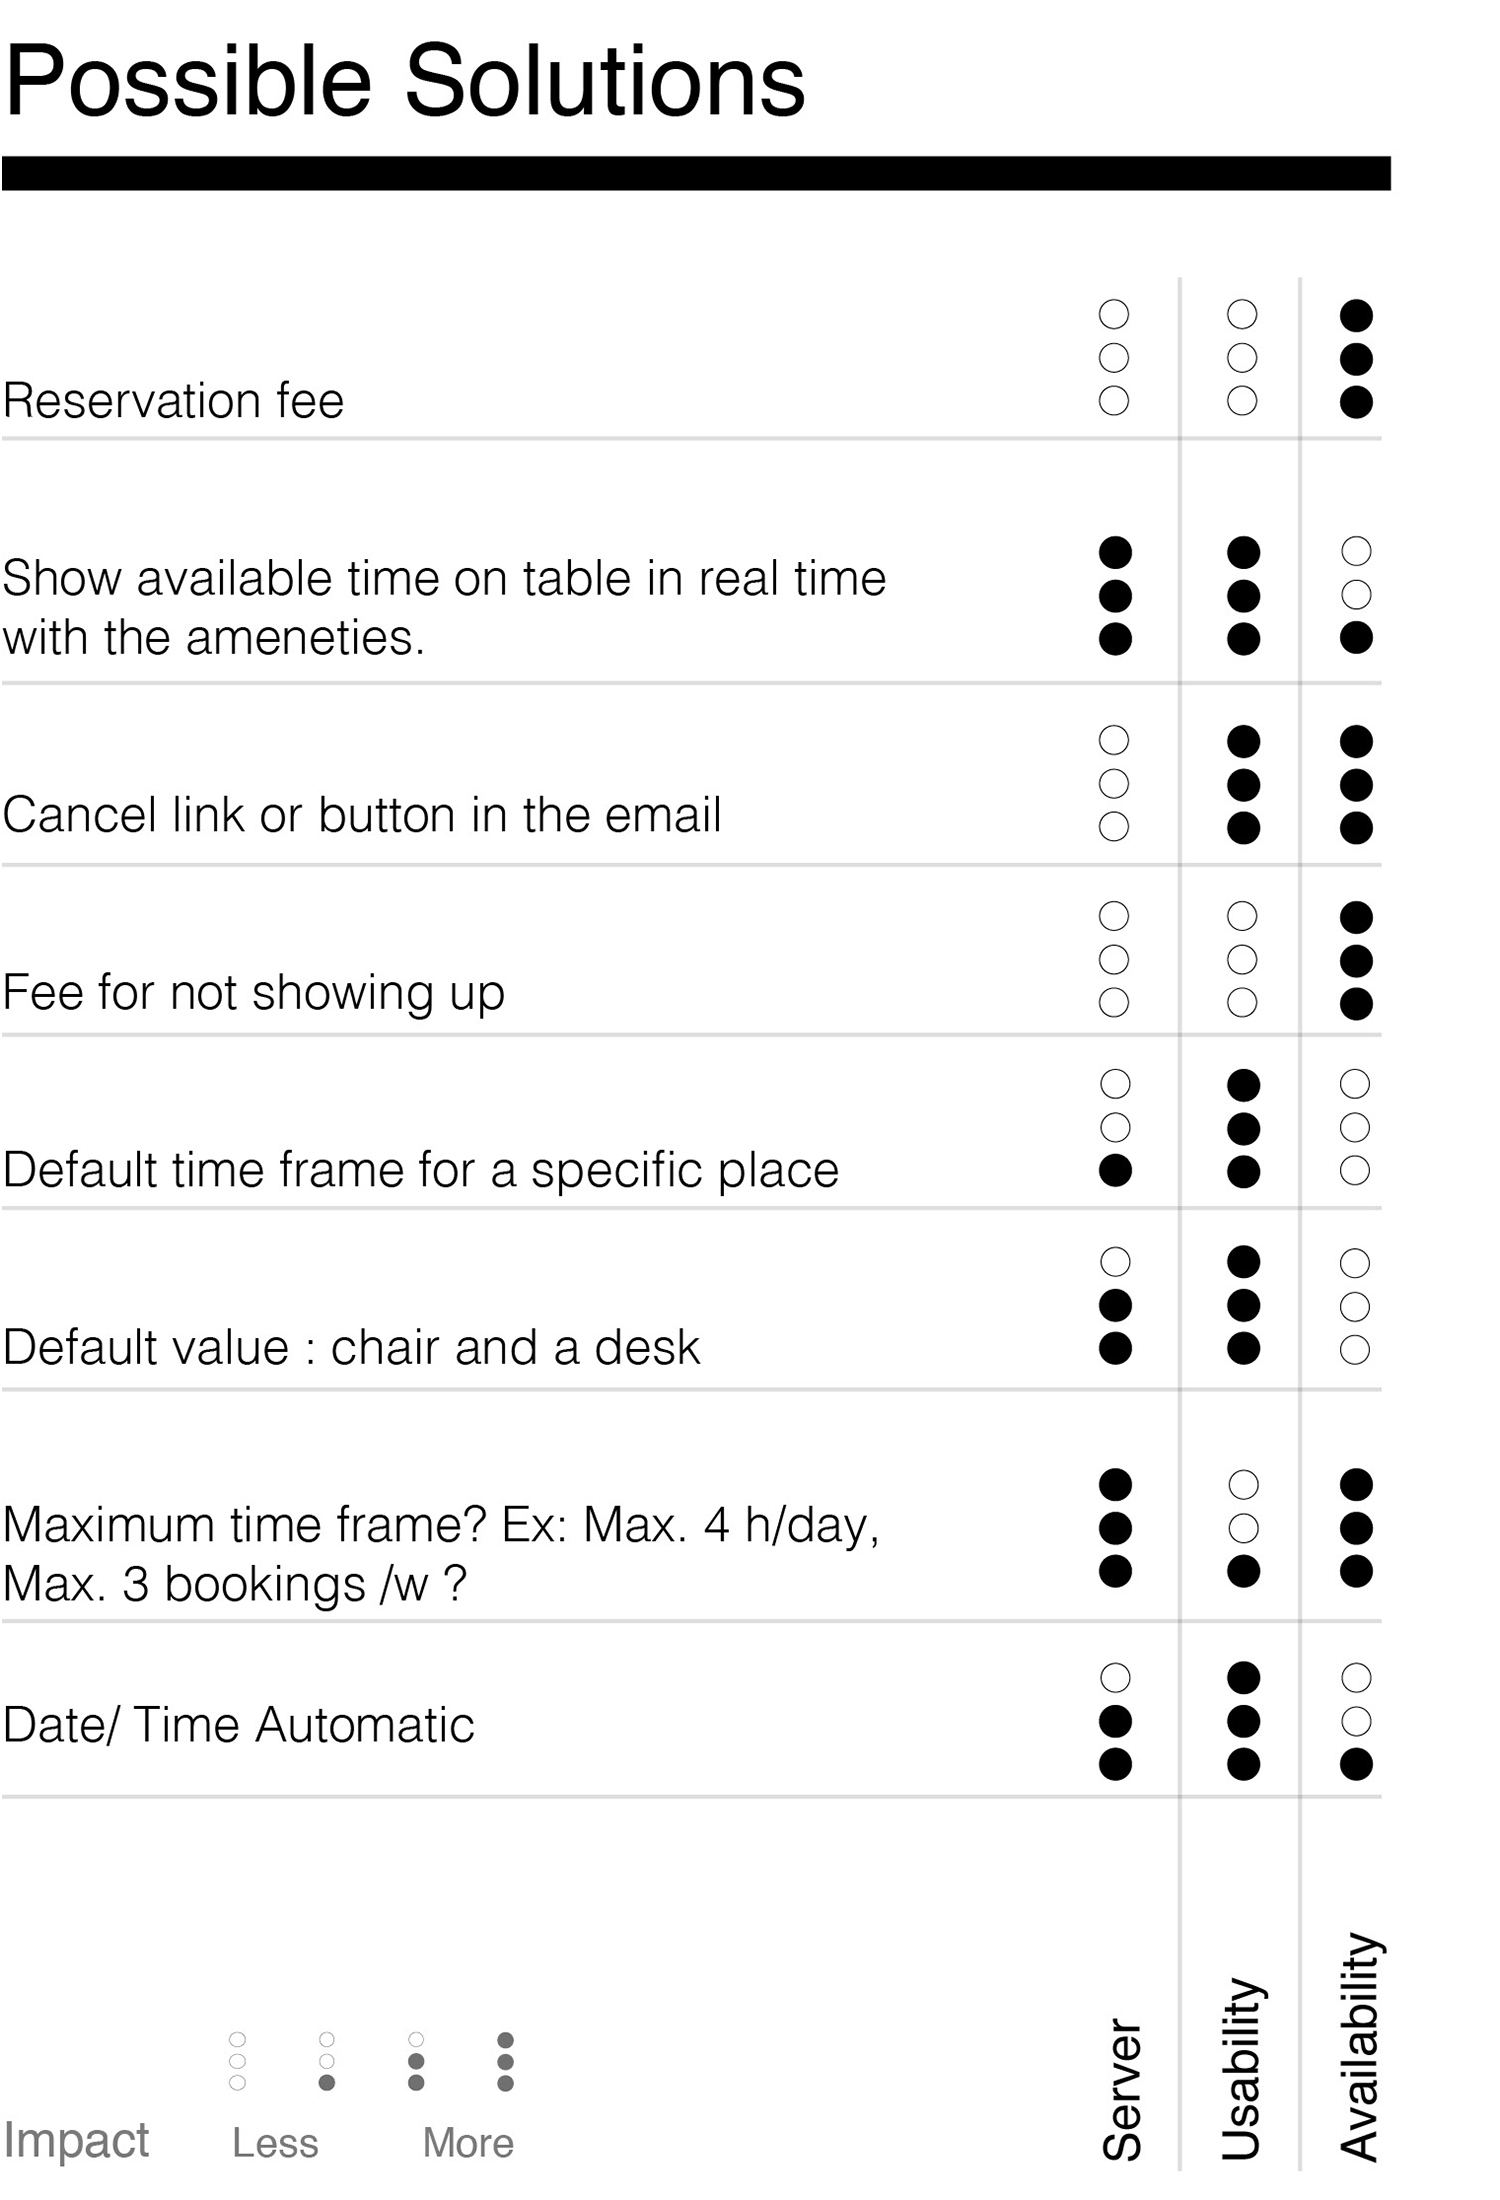 Possible Solutions
Reservation fee
Show available time on table in real time
with the ameneties.
Cancel link or button in the email
Fee for not showing up
Default time frame for a specific place
Default value : chair and a desk
Maximum time frame? Ex: Max. 4 h/day,
Max. 3 bookings /w ?
Date/ Time Automatic
Server
Usability
Availability
Impact
Less
More